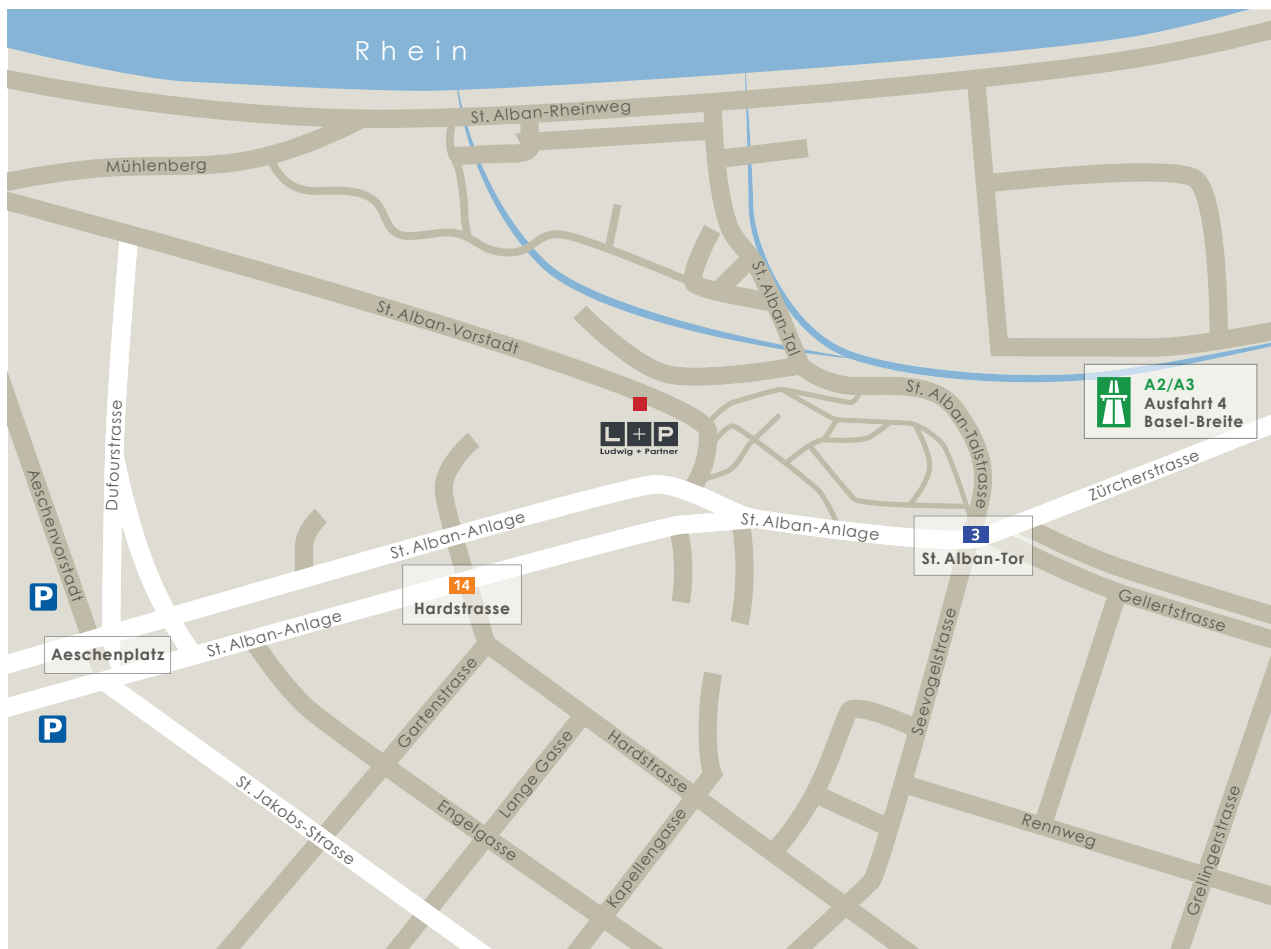 Rhein
St. Alban-Rheinweg
Mühlenberg
St. Alban-Vorstadt
St. Alban-Tal
St. Alban-Talstrasse
A2/A3
Ausfahrt 4
Basel-Breite
L+P
Ludwig + Partner
Dufourstrasse
Aeschenvorstadt
Zürcherstrasse
St. Alban-Anlage
St. Alban-Anlage
3
St. Alban-Tor
14
Hardstrasse
P
Gellertstrasse
St. Alban-Anlage
Aeschenplatz
Seevogelstrasse
P
Gartenstrasse
Lange Gasse
Hardstrasse
St. Jakobs-Strasse
Engelgasse
Kapellengasse
Rennweg
Grellingerstrasse